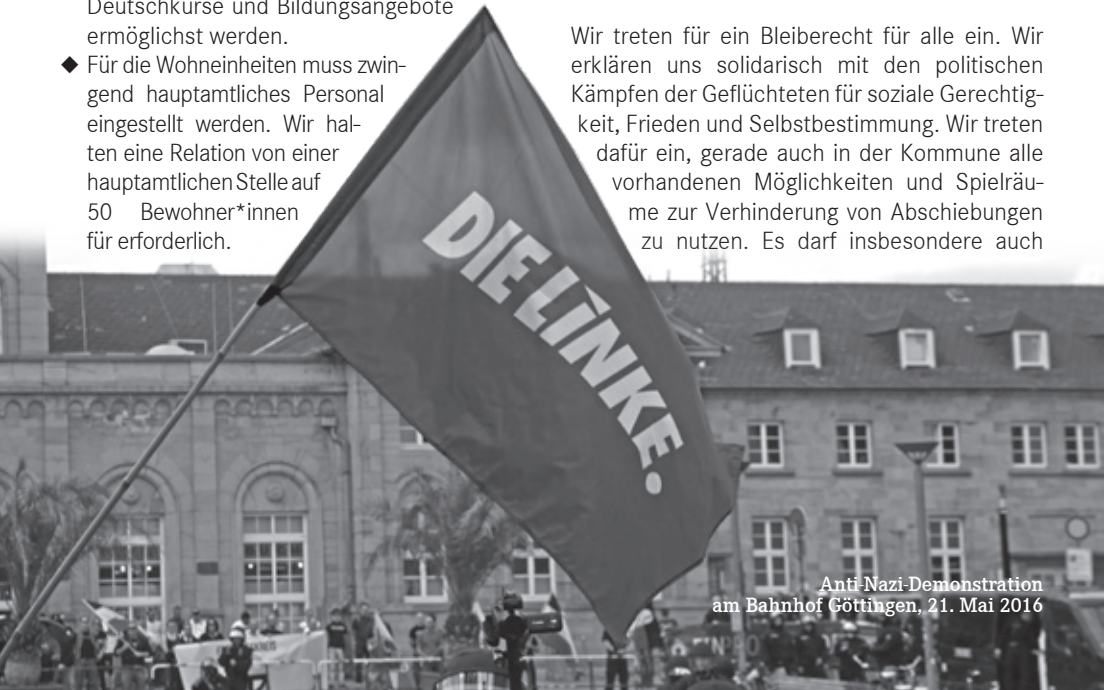 Deutschkurse und Bildungsangebote
ermöglichst werden.
◆ Für die Wohneinheiten muss zwin-
gend hauptamtliches Personal
eingestellt werden. Wir hal-
ten eine Relation von einer
hauptamtlichen Stelle auf
50 Bewohner*innen
für erforderlich.
Wir treten für ein Bleiberecht für alle ein. Wir
erklären uns solidarisch mit den politischen
Kämpfen der Geflüchteten für soziale Gerechtig-
keit, Frieden und Selbstbestimmung. Wir treten
dafür ein, gerade auch in der Kommune alle
vorhandenen Möglichkeiten und Spielräu-
me zur Verhinderung von Abschiebungen
zu nutzen. Es darf insbesondere auch
DIE LINKE.
Anti-Nazi-Demonstration
am Bahnhof Göttingen, 21. Mai 2016